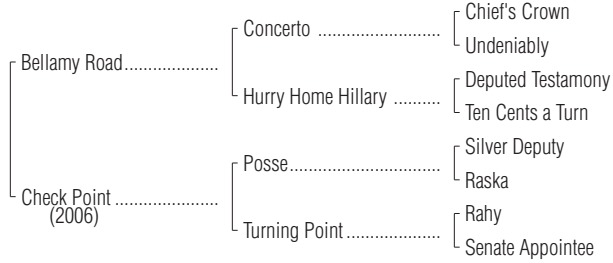 Chief's Crown
Concerto ..............................
Undeniably
Bellamy Road.......................
Deputed Testamony
Hurry Home Hillary ..........
Ten Cents a Turn
Silver Deputy
Posse.....................................
Raska
Check Point .........................
(2006)
Rahy
Turning Point.......................
Senate Appointee